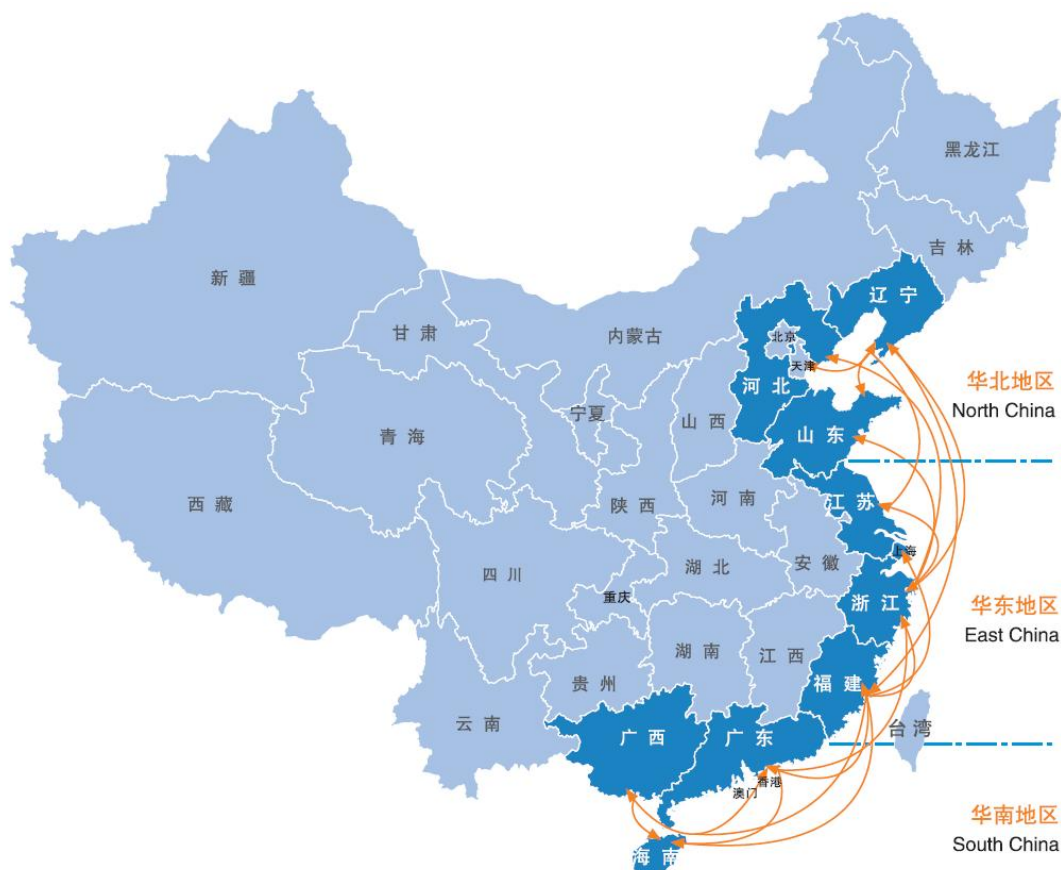 黑龙江
吉 林
辽 宁
新 疆
甘 肃
内蒙古
北京
天津
河 北
华北地区
North China
宁夏
山 西
青 海
山 东
西 藏
陕 西
河 南
江 苏
上海
安 徽
湖 北
四 川
重庆
浙 江
华东地区
East China
湖 南
江 西
贵 州
福 建
云 南
广 西
广 东
台 湾
香港
澳门
华南地区
South China
海 南